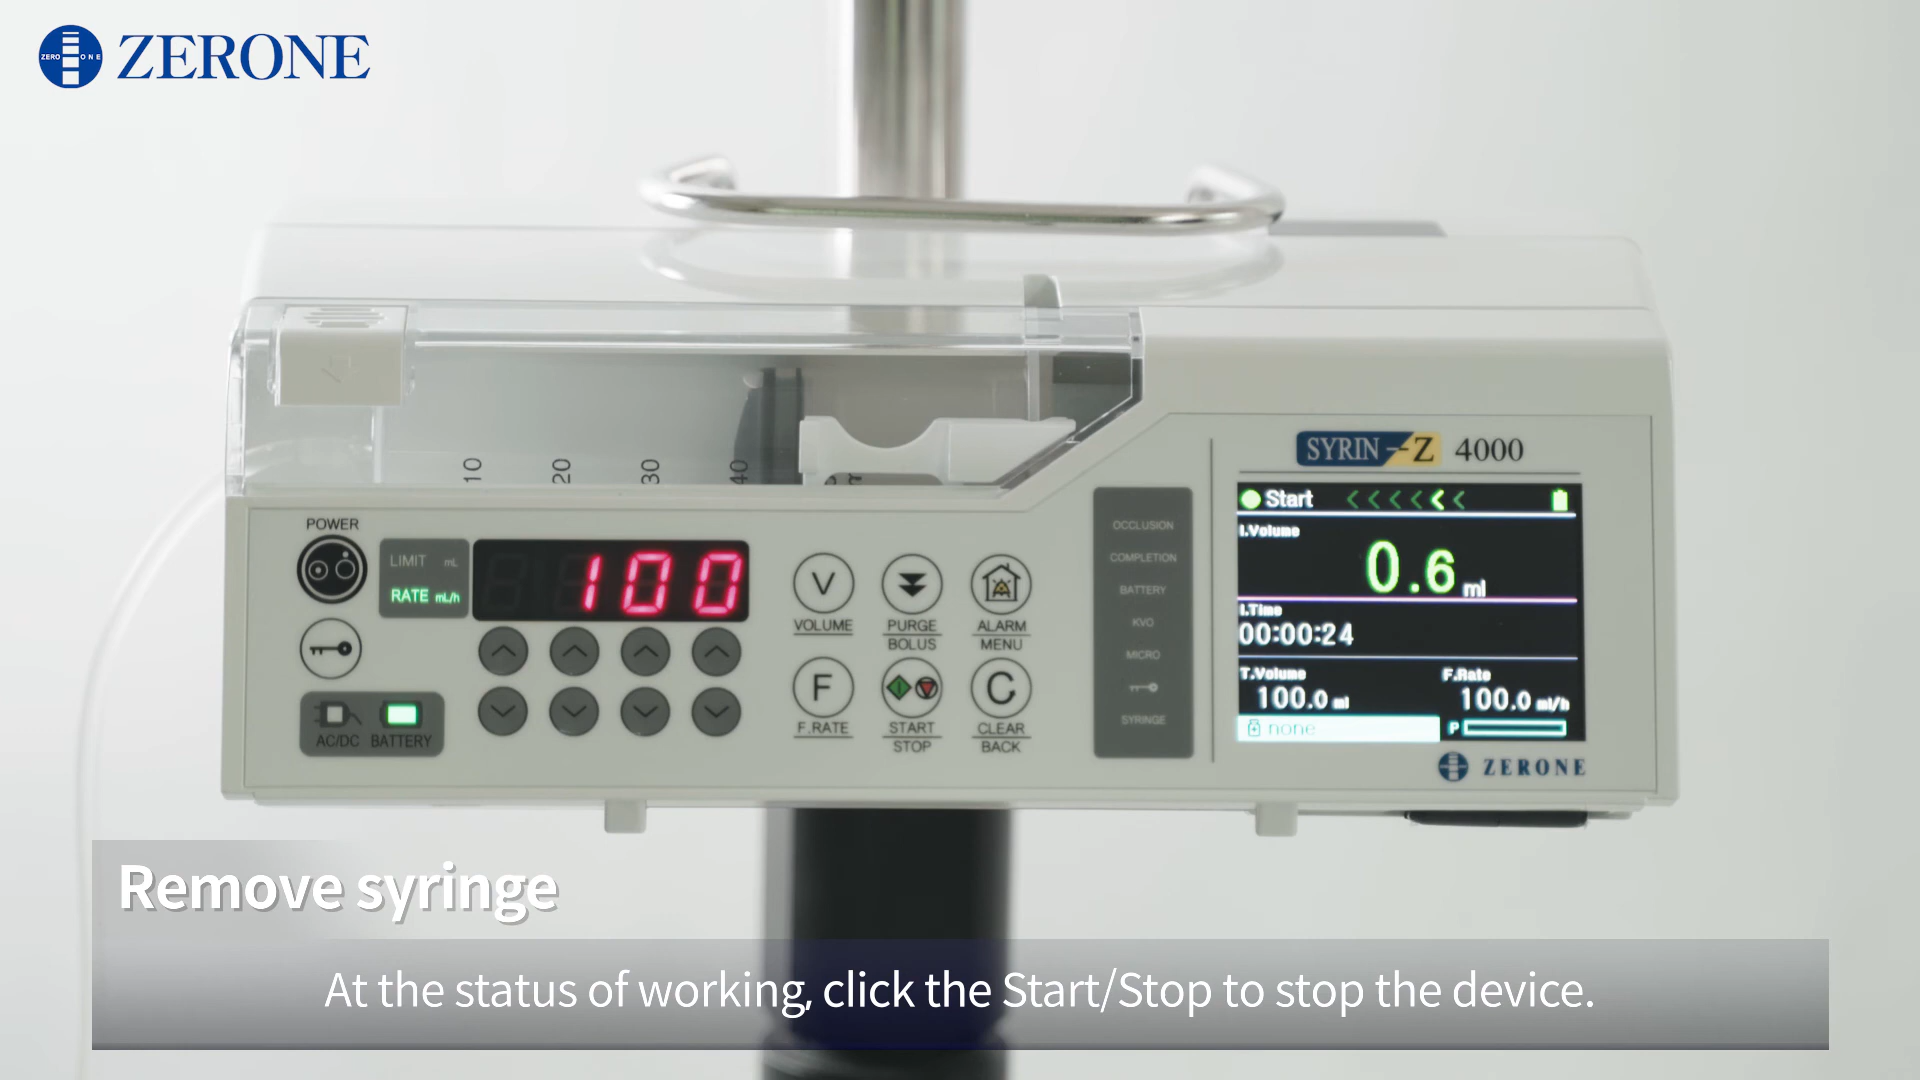 ZERO ONE ZERONE
10 20 30 40
SYRIN-Z 4000
POWER
LIMIT mL
RATE mL/h
100
AC/DC BATTERY
V
VOLUME
PURGE
BOLUS
ALARM
MENU
F
F.RATE
START
STOP
C
CLEAR
BACK
OCCLUSION
COMPLETION
BATTERY
KVO
MICRO
SYRINGE
Start <<<<<<
I.Volume
0.6 ml
I.Time
00:00:24
T.Volume F.Rate
100.0 ml 100.0 ml/h
none P
ZERONE
Remove syringe
At the status of working, click the Start/Stop to stop the device.